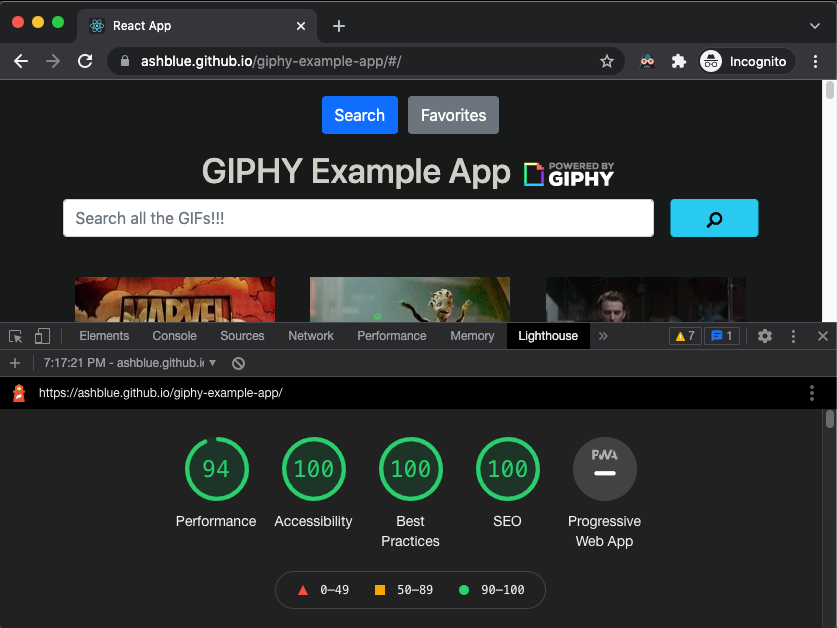 React App
ashblue.github.io/giphy-example-app/#/
Incognito
Search Favorites
GIPHY Example App POWERED BY GIPHY
Search all the GIFs!!!
MARVEL
Elements Console Sources Network Performance Memory Lighthouse » 7 1
7:17:21 PM - ashblue.github.i
https://ashblue.github.io/giphy-example-app/
PWA
94 100 100 100
Performance Accessibility Best Practices SEO Progressive Web App
0–49 50–89 90–100